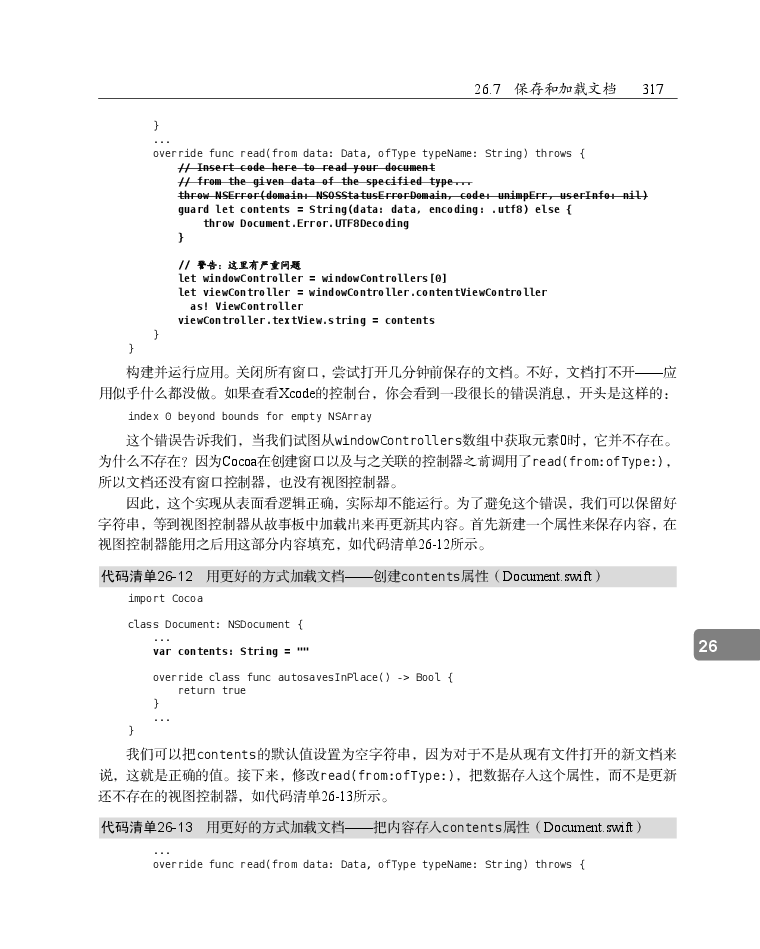 26.7 保存和加载文档 317
}
...
override func read(from data: Data, ofType typeName: String) throws {
// Insert code here to read your document
// from the given data of the specified type...
throw NSError(domain: NSOSStatusErrorDomain, code: unimpErr, userInfo: nil)
guard let contents = String(data: data, encoding: .utf8) else {
throw Document.Error.UTF8Decoding
}
// 警告：这里有严重问题
let windowController = windowControllers[0]
let viewController = windowController.contentViewController
as! ViewController
viewController.textView.string = contents
}
}
构建并运行应用。关闭所有窗口，尝试打开几分钟前保存的文档。不好，文档打不开——应
用似乎什么都没做。如果查看Xcode的控制台，你会看到一段很长的错误消息，开头是这样的：
index 0 beyond bounds for empty NSArray
这个错误告诉我们，当我们试图从windowControllers数组中获取元素0时，它并不存在。
为什么不存在？因为Cocoa在创建窗口以及与之关联的控制器之前调用了read(from:ofType:)，
所以文档还没有窗口控制器，也没有视图控制器。
因此，这个实现从表面看逻辑正确，实际却不能运行。为了避免这个错误，我们可以保留好
字符串，等到视图控制器从故事板中加载出来再更新其内容。首先新建一个属性来保存内容，在
视图控制器能用之后用这部分内容填充，如代码清单26-12所示。
代码清单26-12 用更好的方式加载文档——创建contents属性（Document.swift）
import Cocoa
class Document: NSDocument {
...
var contents: String = ""
override class func autosavesInPlace() -> Bool {
return true
}
...
}
26
我们可以把contents的默认值设置为空字符串，因为对于不是从现有文件打开的新文档来
说，这就是正确的值。接下来，修改read(from:ofType:)，把数据存入这个属性，而不是更新
还不存在的视图控制器，如代码清单26-13所示。
代码清单26-13 用更好的方式加载文档——把内容存入contents属性（Document.swift）
...
override func read(from data: Data, ofType typeName: String) throws {